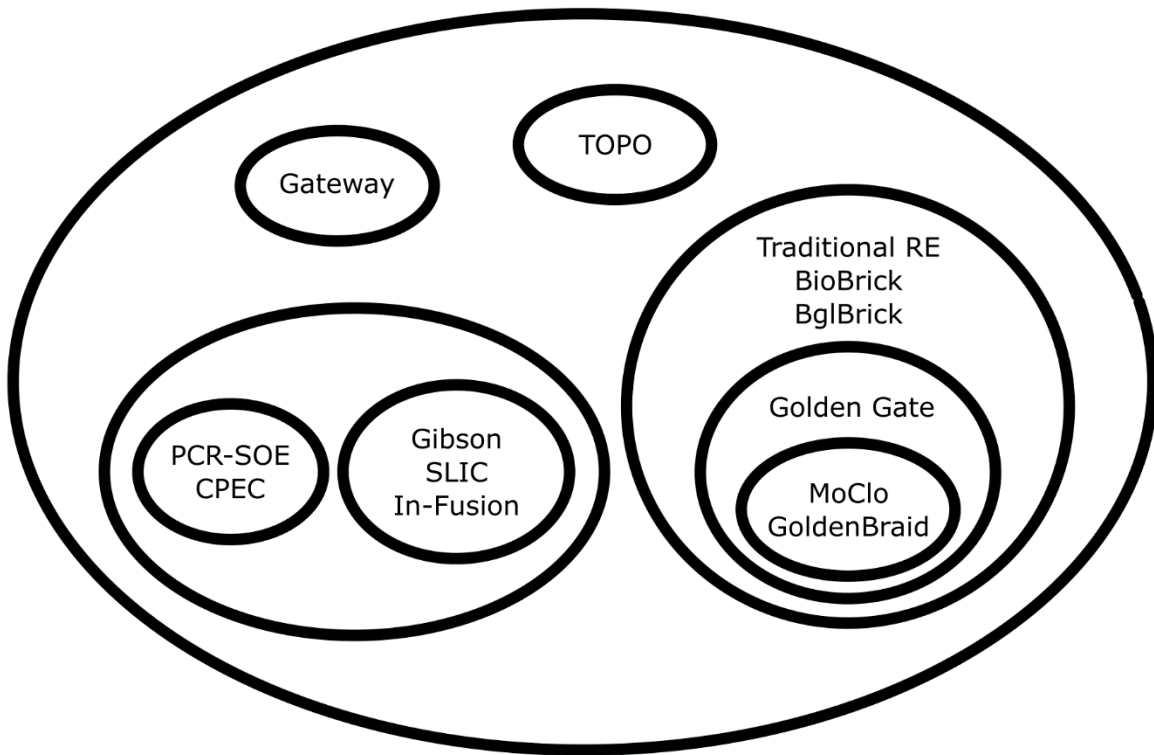 TOPO
Gateway
Traditional RE
BioBrick
BglBrick
Golden Gate
MoClo
GoldenBraid
PCR-SOE
CPEC
Gibson
SLIC
In-Fusion